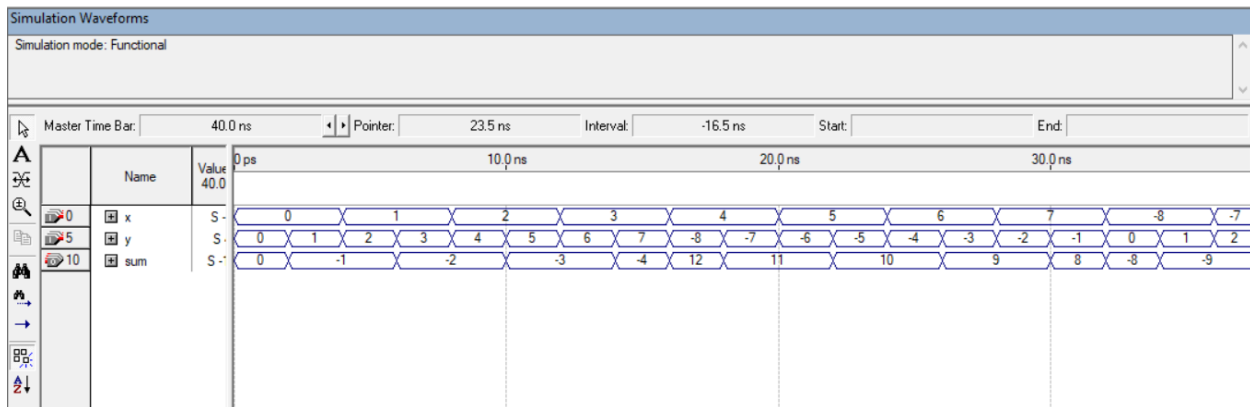 Simulation Waveforms
Simulation mode: Functional
Master Time Bar: 40.0 ns Pointer: 23.5 ns Interval: -16.5 ns Start: End:
A
Name Value 40.0 0 ps 10.0 ns 20.0 ns 30.0 ns
0 x S - 0 1 2 3 4 5 6 7 -8 -7
5 y S - 0 1 2 3 4 5 6 7 -8 -7 -6 -5 -4 -3 -2 -1 0 1 2
10 sum S - 0 -1 -2 -3 -4 12 11 10 9 8 -8 -9
A
Z